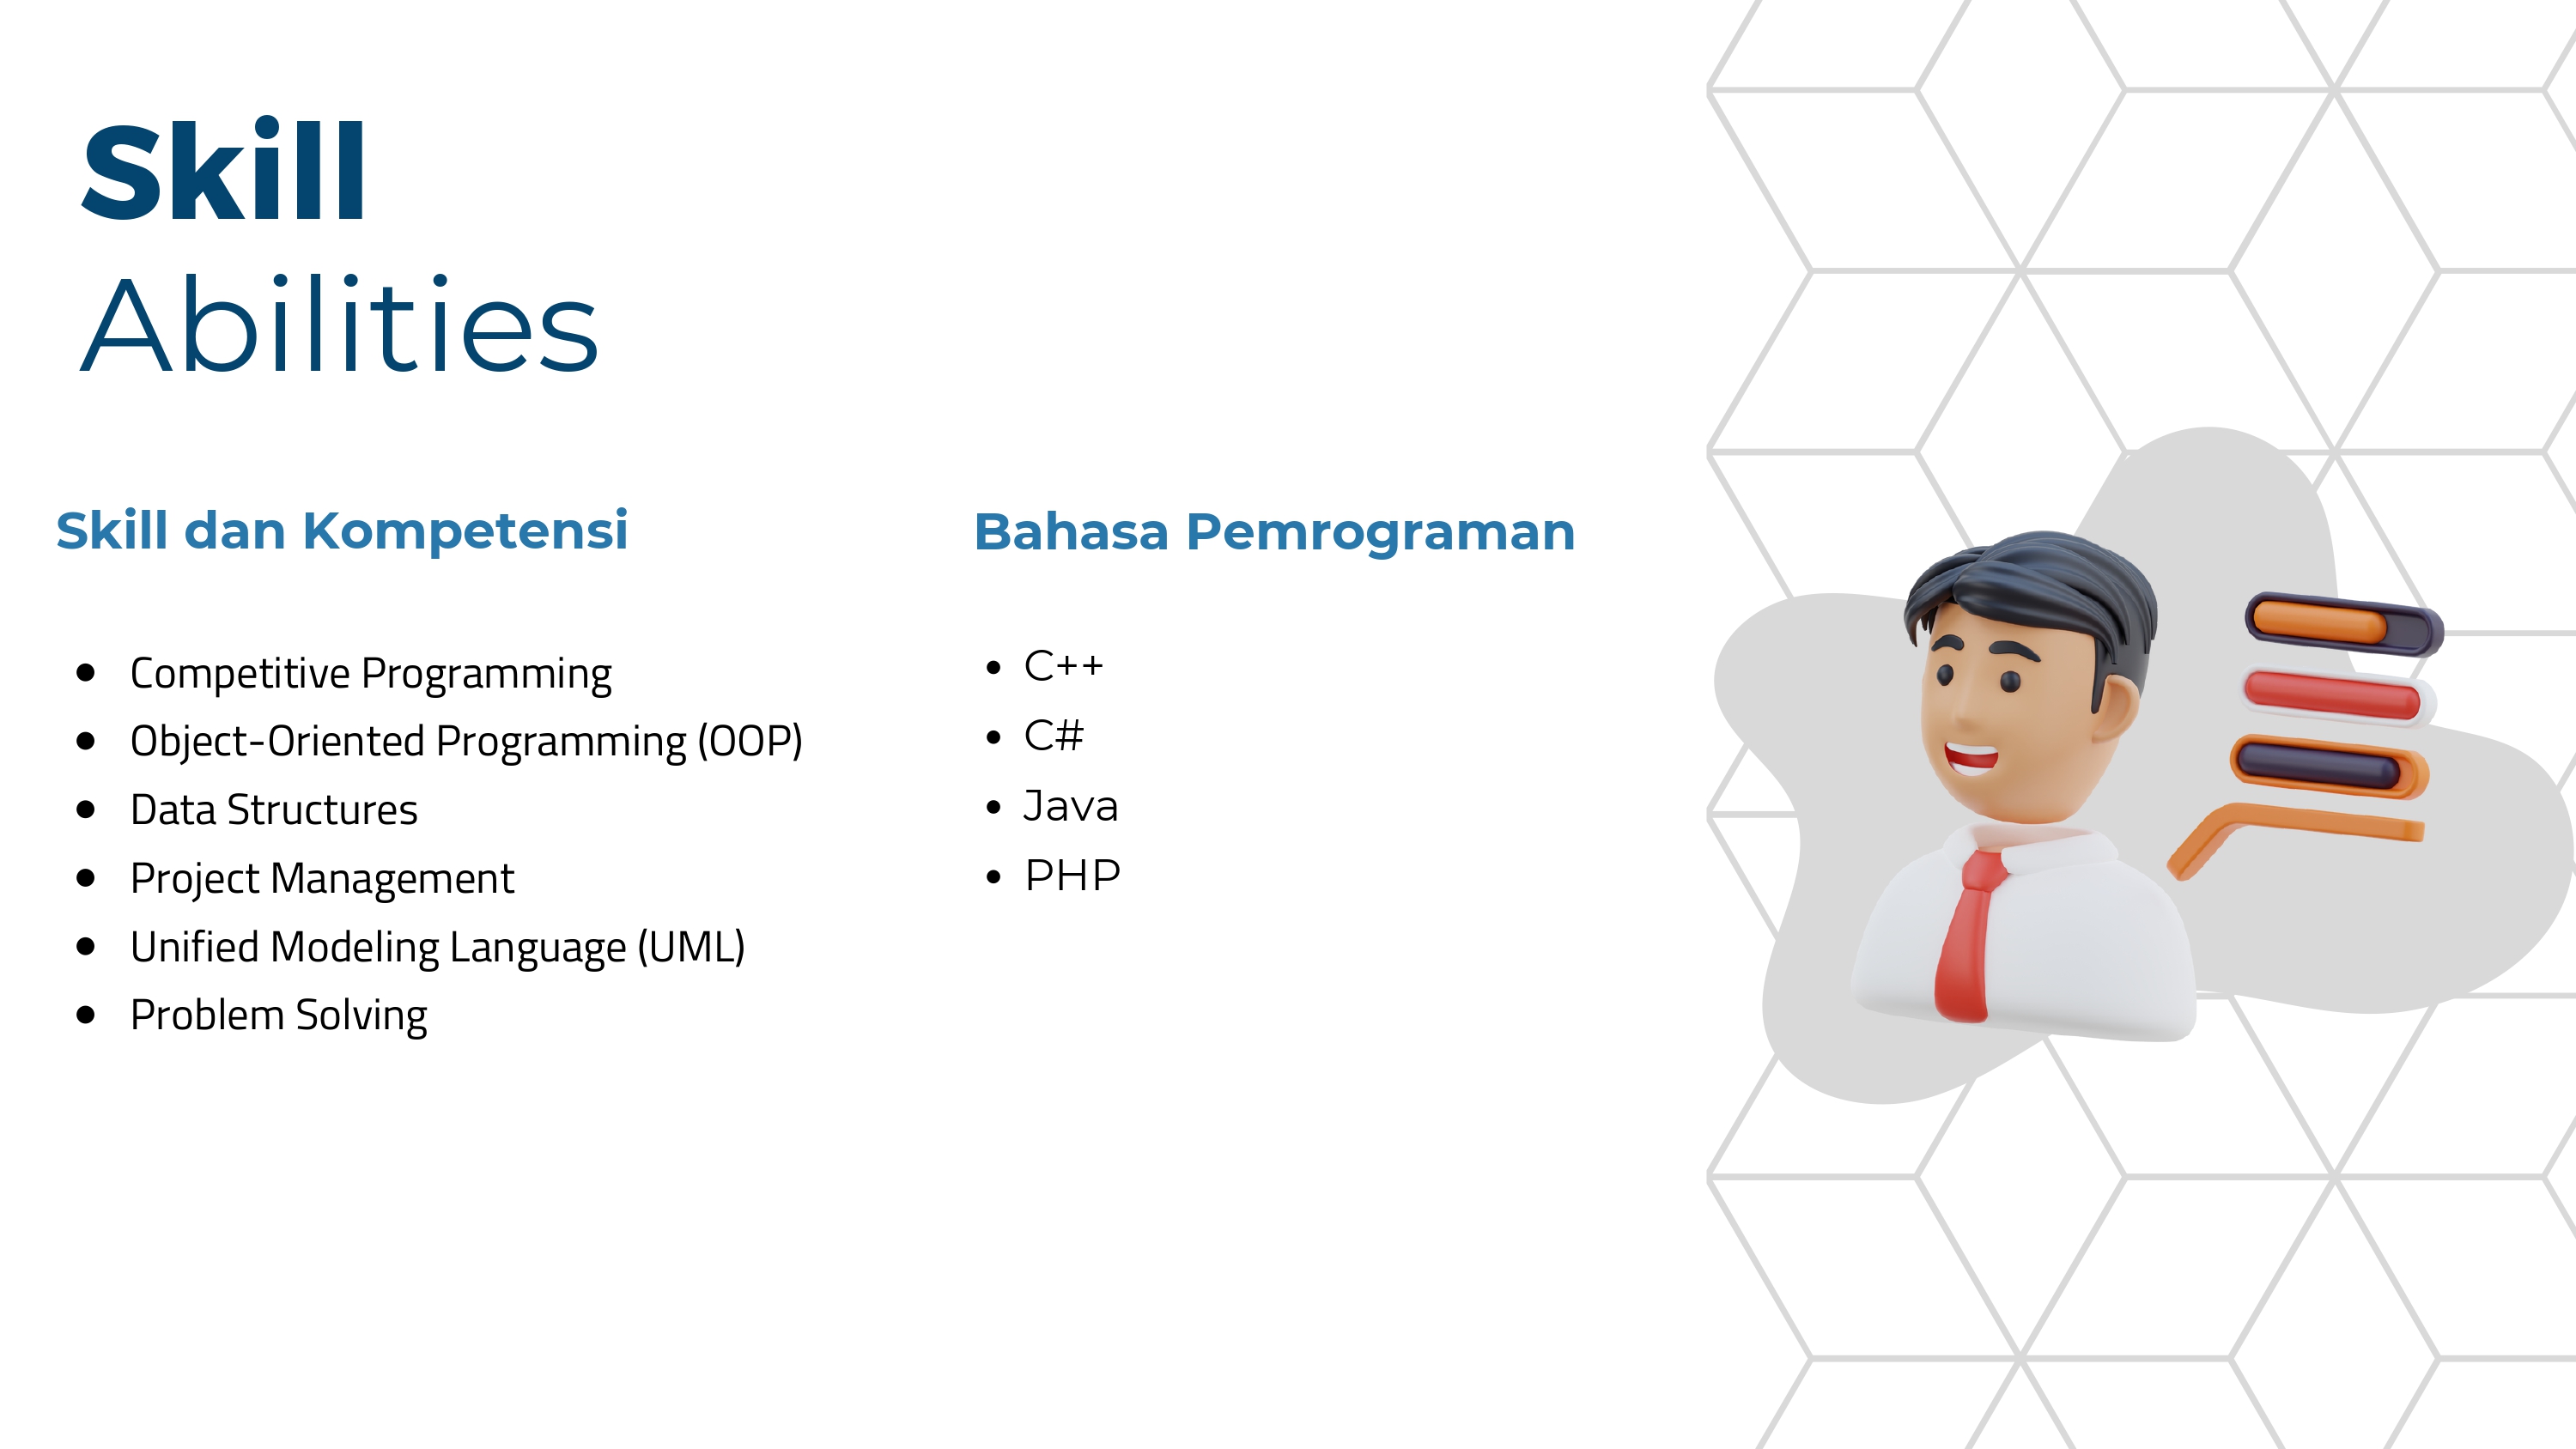 Skill
Abilities
Skill dan Kompetensi
• Competitive Programming
• Object-Oriented Programming (OOP)
• Data Structures
• Project Management
• Unified Modeling Language (UML)
• Problem Solving
Bahasa Pemrograman
• C++
• C#
• Java
• PHP